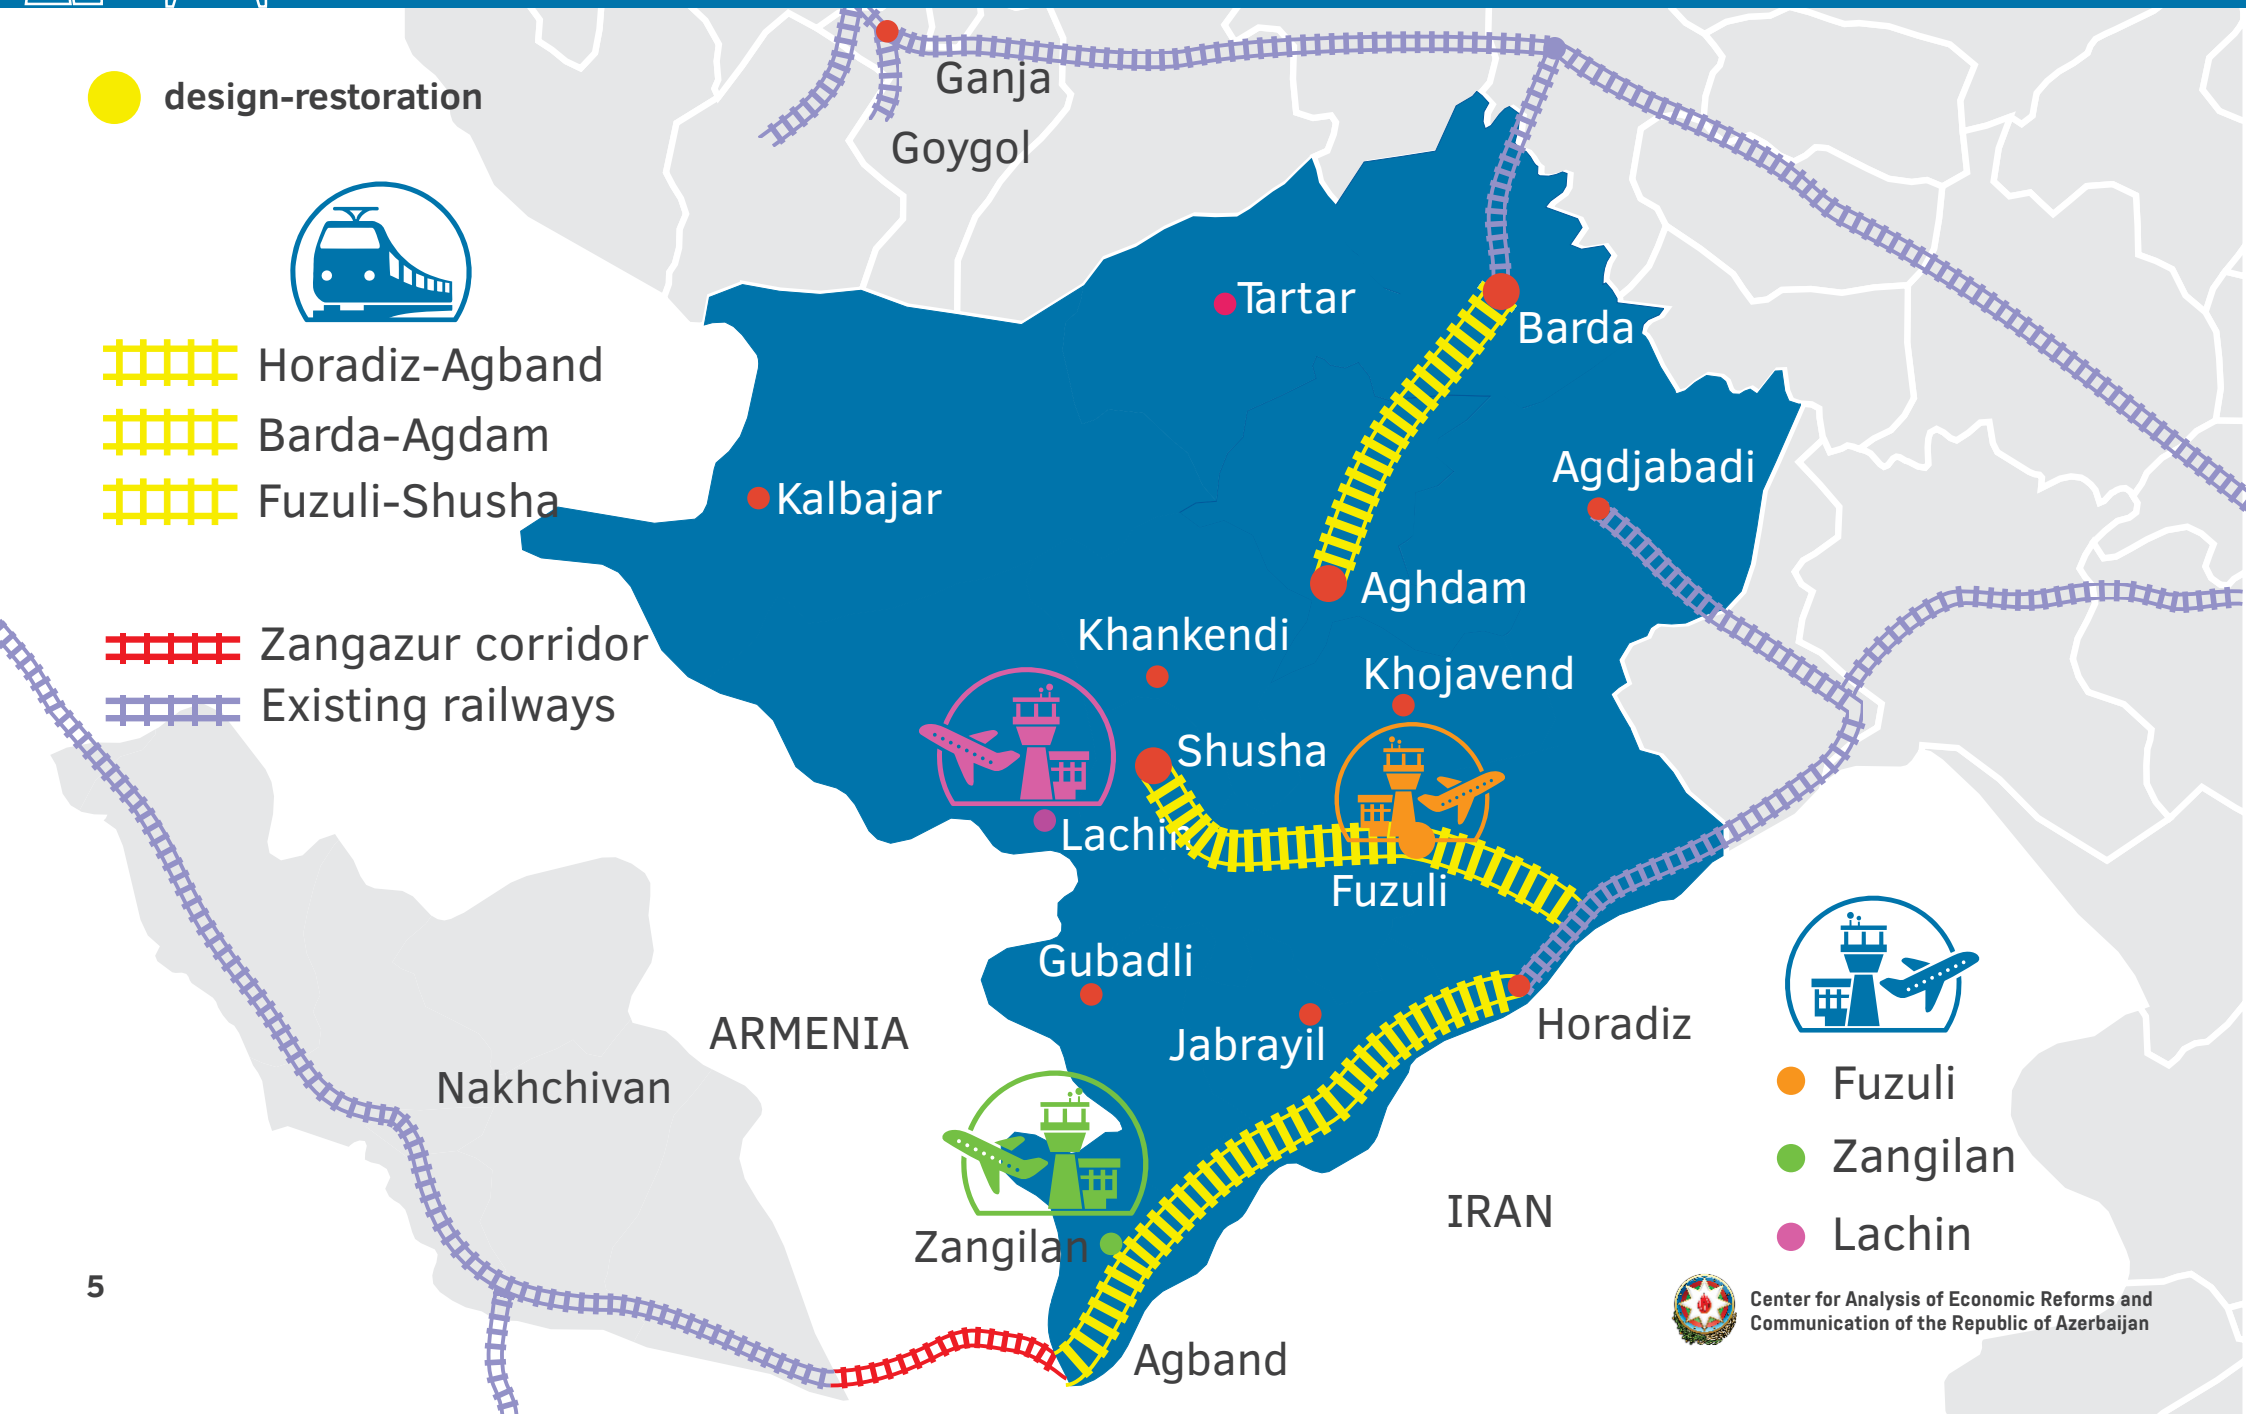 design-restoration
Horadiz-Agband
Barda-Agdam
Fuzuli-Shusha
Zangazur corridor
Existing railways
Ganja
Goygol
Tartar
Barda
Kalbajar
Agdjabadi
Aghdam
Khankendi
Khojavend
Shusha
Lachin
Fuzuli
Gubadli
Jabrayil
Horadiz
ARMENIA
Nakhchivan
Zangilan
IRAN
Agband
Fuzuli
Zangilan
Lachin
5
Center for Analysis of Economic Reforms and
Communication of the Republic of Azerbaijan